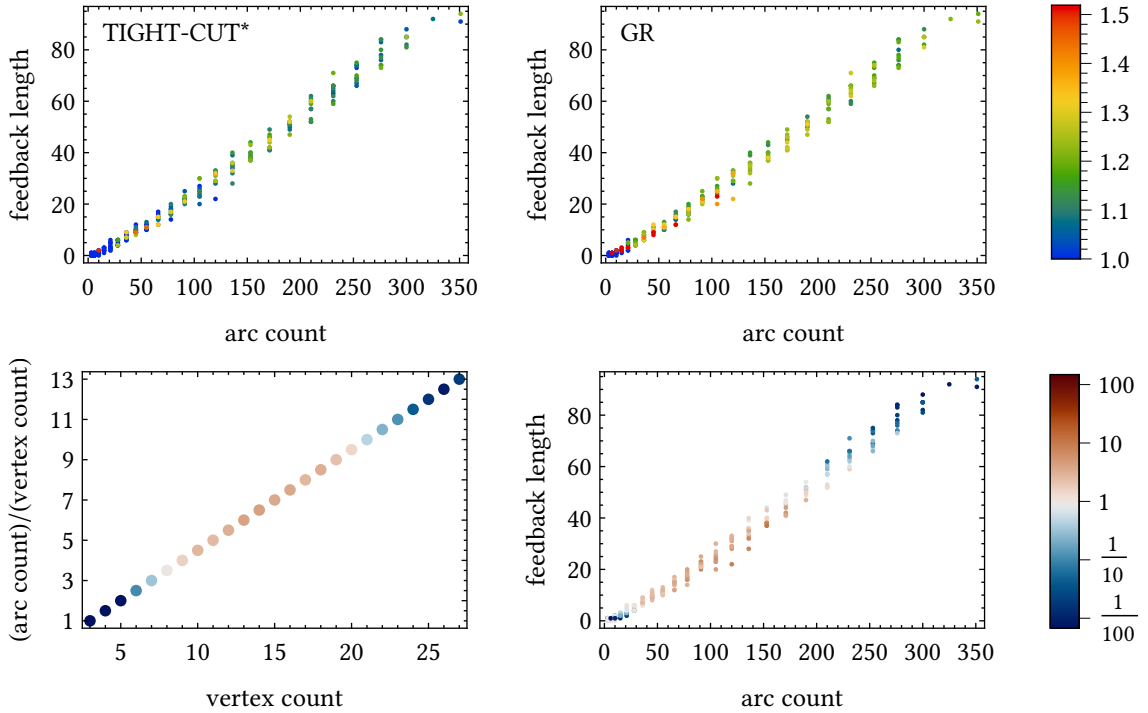 TIGHT-CUT*
feedback length
80
60
40
20
0
0 50 100 150 200 250 300 350
arc count
GR
feedback length
80
60
40
20
0
0 50 100 150 200 250 300 350
arc count
1.5
1.4
1.3
1.2
1.1
1.0
(arc count)/(vertex count)
13
11
9
7
5
3
1
5 10 15 20 25
vertex count
feedback length
80
60
40
20
0
0 50 100 150 200 250 300 350
arc count
100
10
1
1
10
1
100